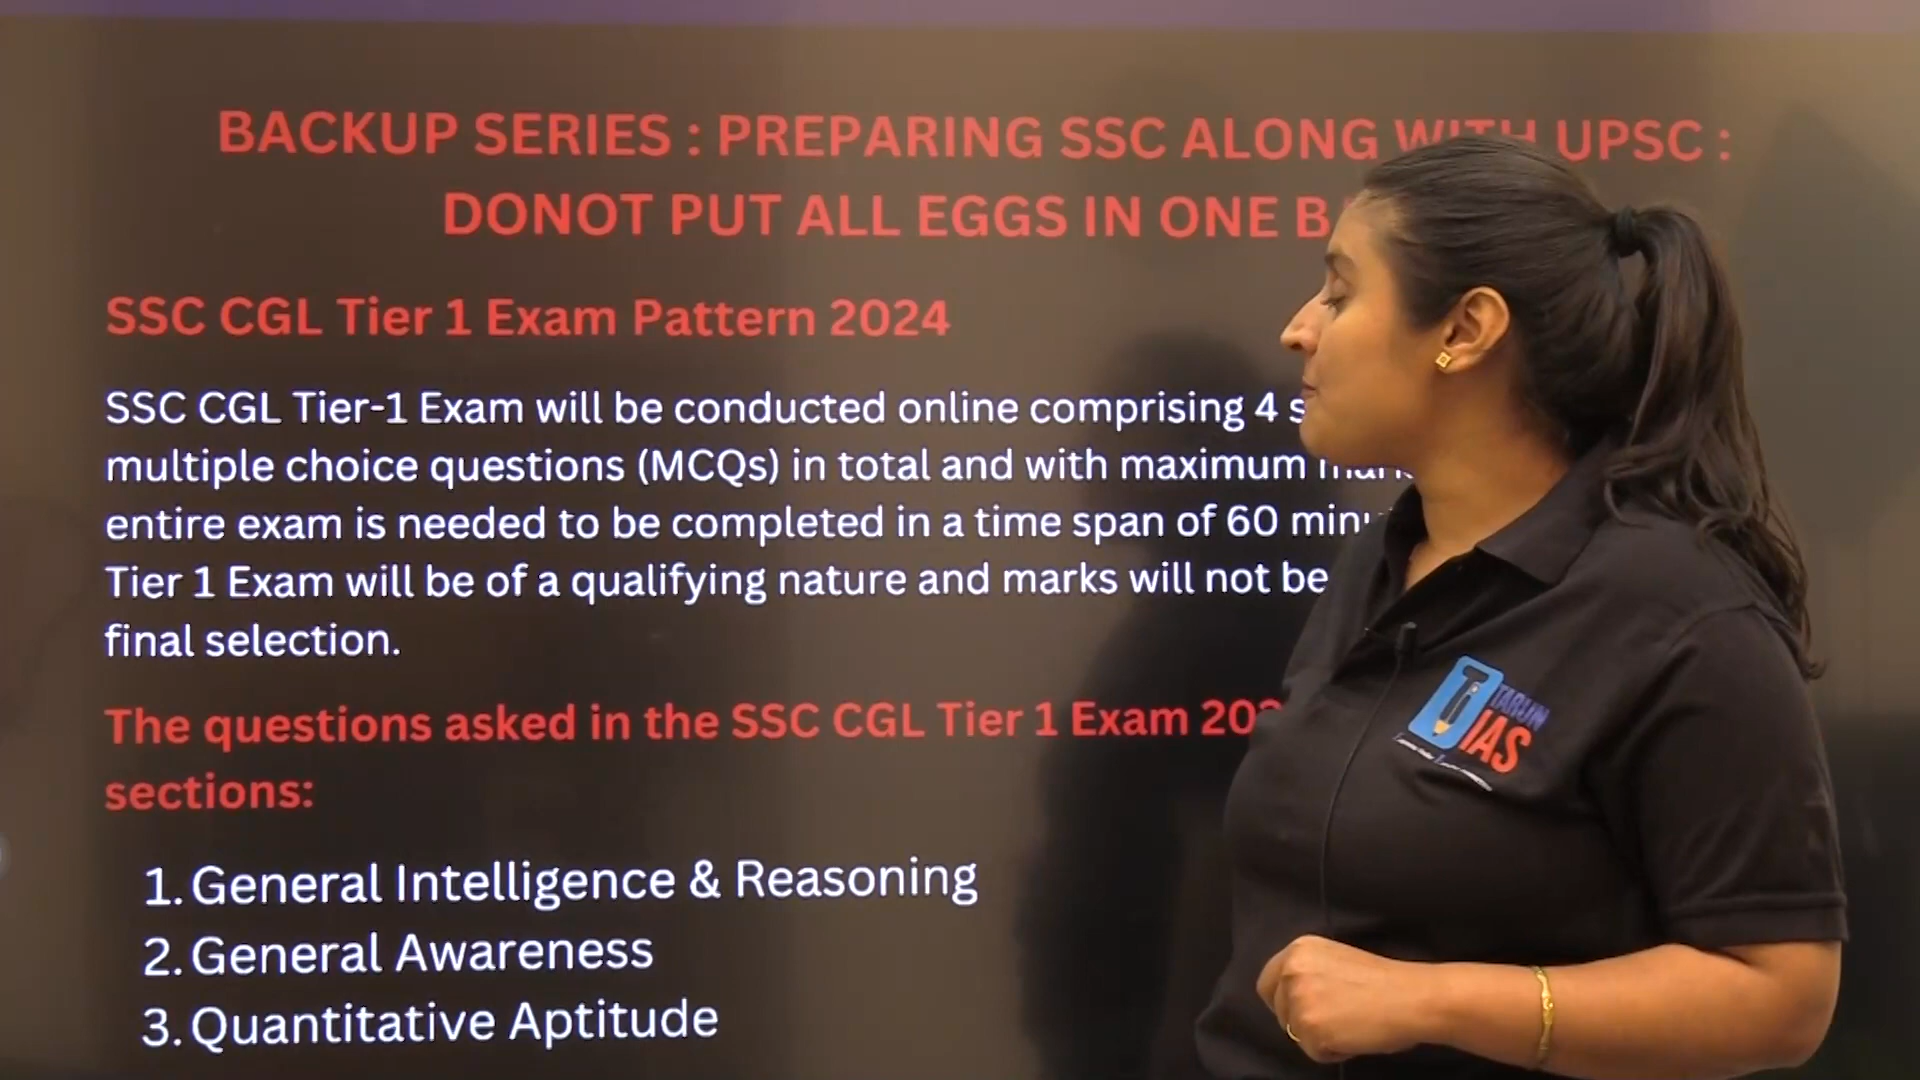 BACKUP SERIES : PREPARING SSC ALONG WITH UPSC :
DONOT PUT ALL EGGS IN ONE
SSC CGL Tier 1 Exam Pattern 2024
SSC CGL Tier-1 Exam will be conducted online comprising 4
multiple choice questions (MCQs) in total and with maximum
entire exam is needed to be completed in a time span of 60
Tier 1 Exam will be of a qualifying nature and marks will not be
final selection.
The questions asked in the SSC CGL Tier 1 Exam
sections:
1. General Intelligence & Reasoning
2. General Awareness
3. Quantitative Aptitude
TARUN
IAS